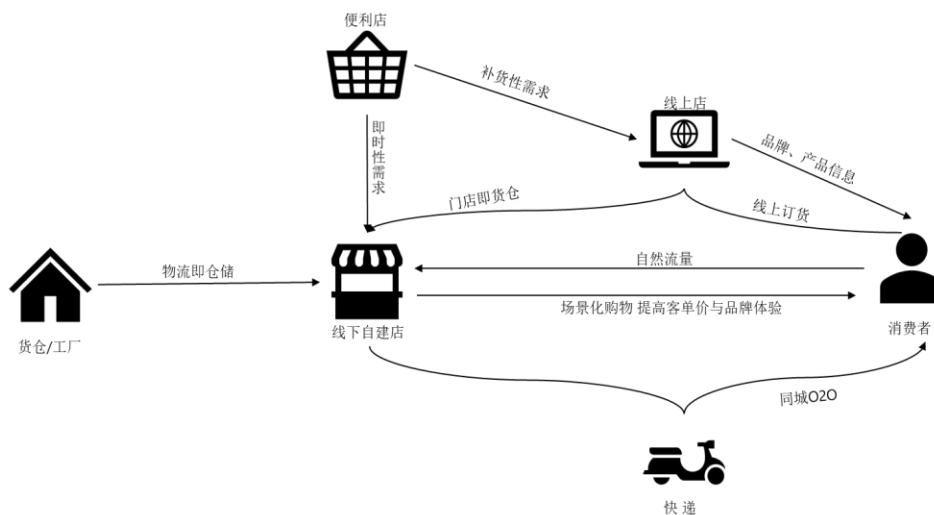 便利店
补货性需求
线上店
即时性需求
品牌、产品信息
门店即货仓
线上订货
物流即仓储
自然流量
场景化购物 提高客单价与品牌体验
线下自建店
消费者
货仓/工厂
同城O2O
快 递